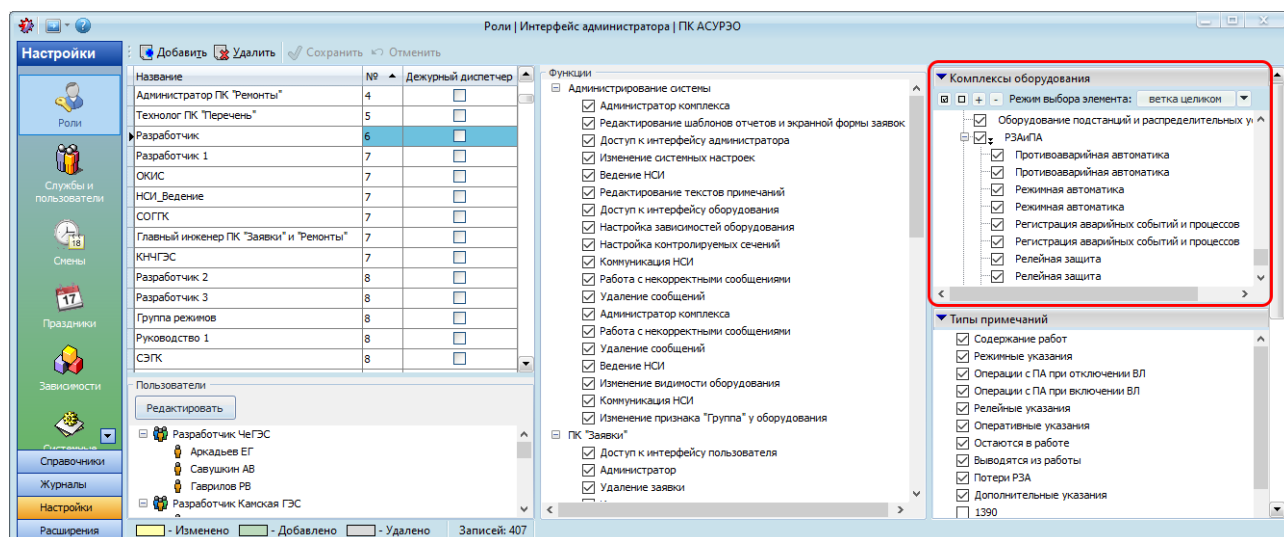 Роли | Интерфейс администратора | ПК АСУРЭО
Настройки
Роли
Службы и
пользователи
Смены
Праздники
Зависимости
Системные
Справочники
Журналы
Настройки
Расширения
Добавить Удалить Сохранить Отменить
Название № Дежурный диспетчер
Администратор ПК "Ремонты" 4
Технолог ПК "Перечень" 5
Разработчик 6
Разработчик 1 7
ОКИС 7
НСИ_Ведение 7
СОГГК 7
Главный инженер ПК "Заявки" и "Ремонты" 7
КНЧГЭС 7
Разработчик 2 8
Разработчик 3 8
Группа режимов 8
Руководство 1 8
СЭГК 8
Пользователи
Редактировать
Разработчик ЧеГЭС
Аркадьев ЕГ
Савушкин АВ
Гаврилов РВ
Разработчик Камская ГЭС
- Изменено - Добавлено - Удалено Записей: 407
Функции
Администрирование системы
Администратор комплекса
Редактирование шаблонов отчетов и экранной формы заявок
Доступ к интерфейсу администратора
Изменение системных настроек
Ведение НСИ
Редактирование текстов примечаний
Доступ к интерфейсу оборудования
Настройка зависимостей оборудования
Настройка контролируемых сечений
Коммуникация НСИ
Работа с некорректными сообщениями
Удаление сообщений
Администратор комплекса
Работа с некорректными сообщениями
Удаление сообщений
Ведение НСИ
Изменение видимости оборудования
Коммуникация НСИ
Изменение признака "Группа" у оборудования
ПК "Заявки"
Доступ к интерфейсу пользователя
Администратор
Удаление заявки
Комплексы оборудования
Режим выбора элемента: ветка целиком
Оборудование подстанций и распределительных у
РЗАиПА
Противоаварийная автоматика
Противоаварийная автоматика
Режимная автоматика
Режимная автоматика
Регистрация аварийных событий и процессов
Регистрация аварийных событий и процессов
Релейная защита
Релейная защита
Типы примечаний
Содержание работ
Режимные указания
Операции с ПА при отключении ВЛ
Операции с ПА при включении ВЛ
Релейные указания
Оперативные указания
Остаются в работе
Выводятся из работы
Потери РЗА
Дополнительные указания
1390